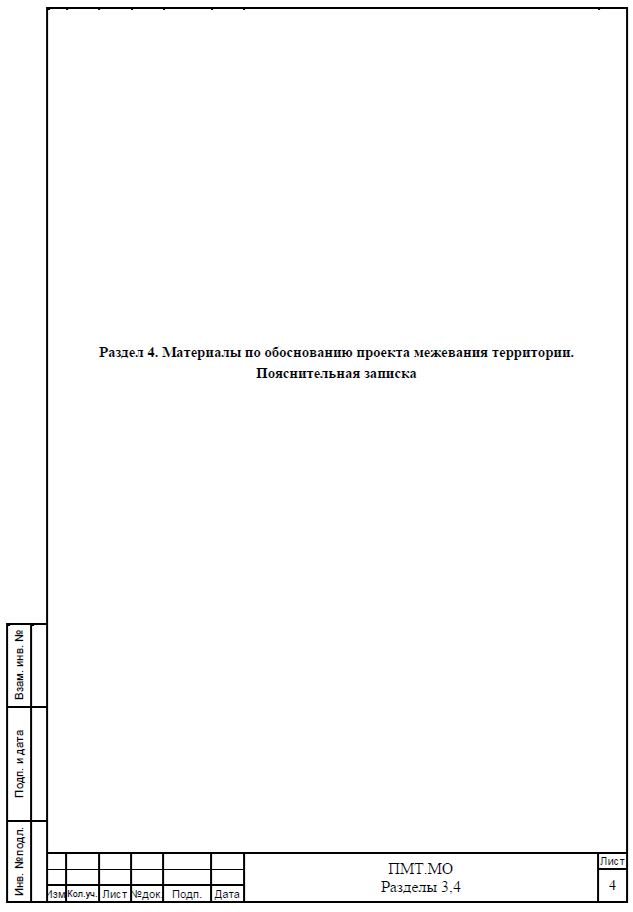 Раздел 4. Материалы по обоснованию проекта межевания территории.
Пояснительная записка
Взам. инв. №
Подп. и дата
Инв. №подл.
Изм Кол.уч. Лист №док. Подп. Дата
ПМТ.МО
Разделы 3,4
Лист
4